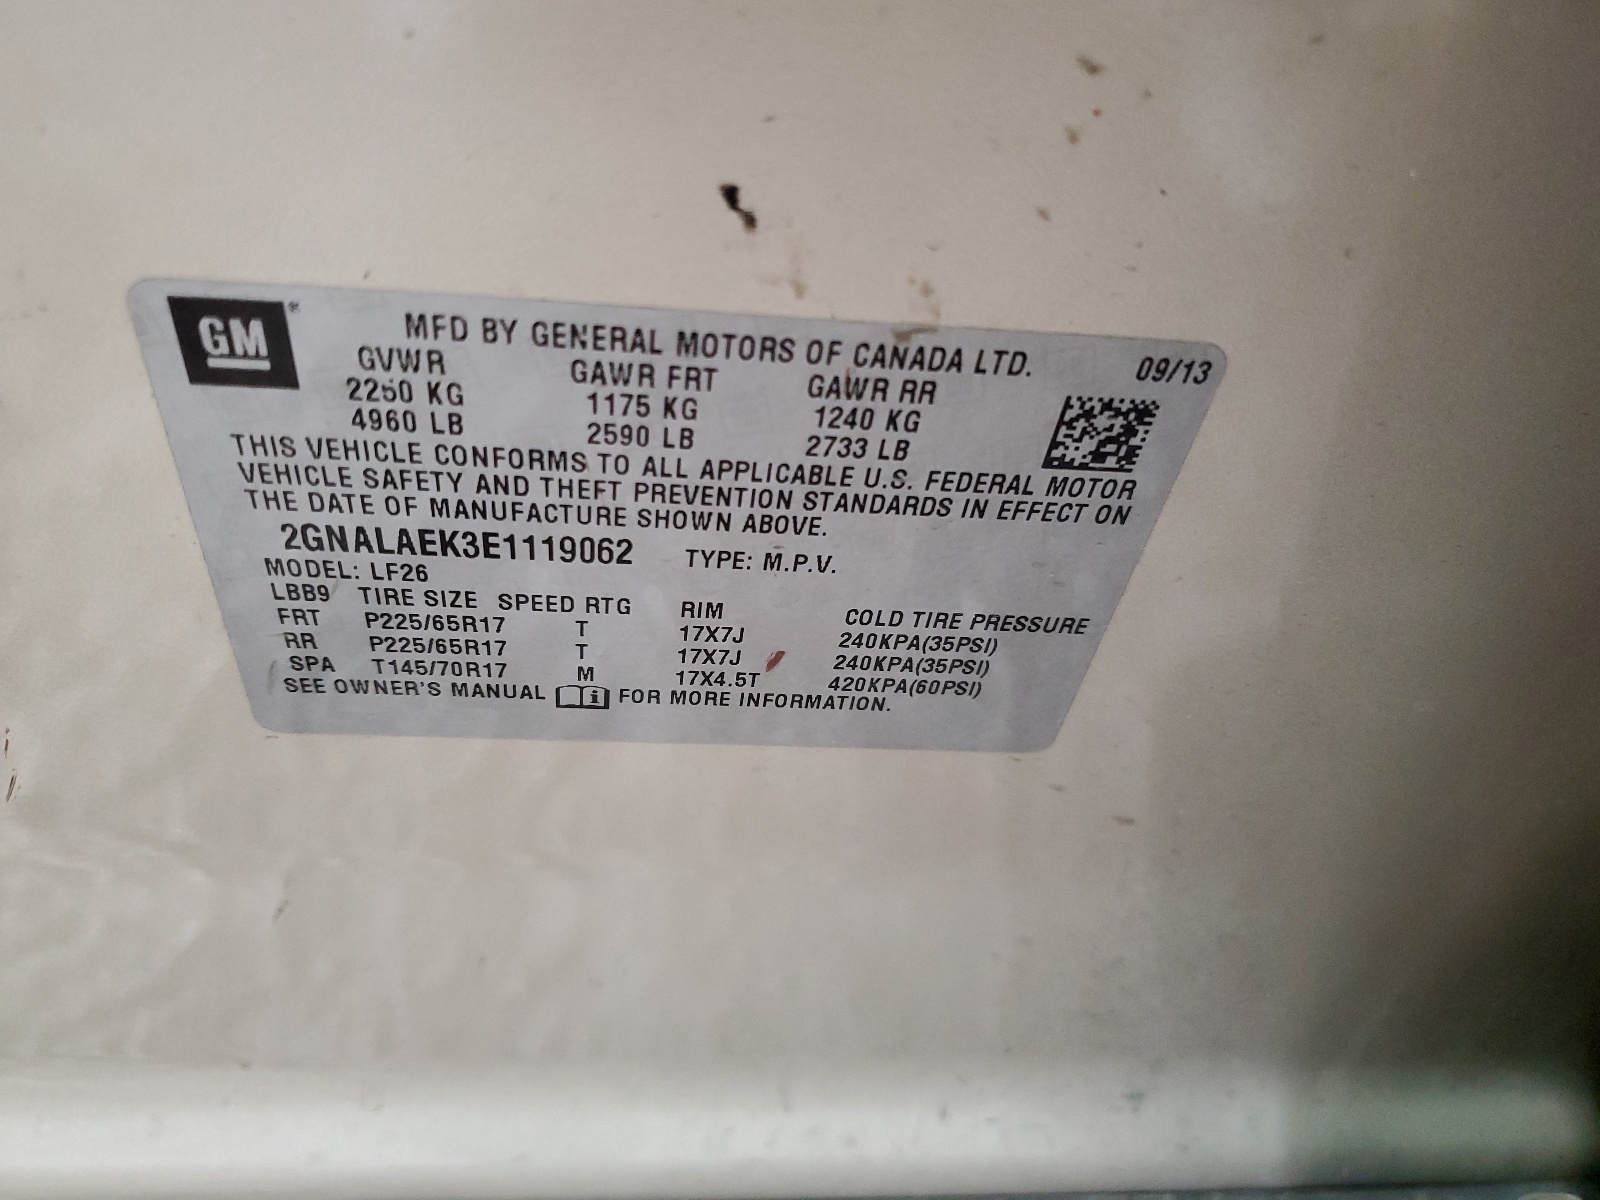 GM®
MFD BY GENERAL MOTORS OF CANADA LTD. 09/13
GVWR GAWR FRT GAWR RR
2250 KG 1175 KG 1240 KG
4960 LB 2590 LB 2733 LB
THIS VEHICLE CONFORMS TO ALL APPLICABLE U.S. FEDERAL MOTOR
VEHICLE SAFETY AND THEFT PREVENTION STANDARDS IN EFFECT ON
THE DATE OF MANUFACTURE SHOWN ABOVE.
2GNALAEK3E1119062 TYPE: M.P.V.
MODEL: LF26
LBB9 TIRE SIZE SPEED RTG RIM COLD TIRE PRESSURE
FRT P225/65R17 T 17X7J 240KPA(35PSI)
RR P225/65R17 T 17X7J 240KPA(35PSI)
SPA T145/70R17 M 17X4.5T 420KPA(60PSI)
SEE OWNER'S MANUAL i FOR MORE INFORMATION.